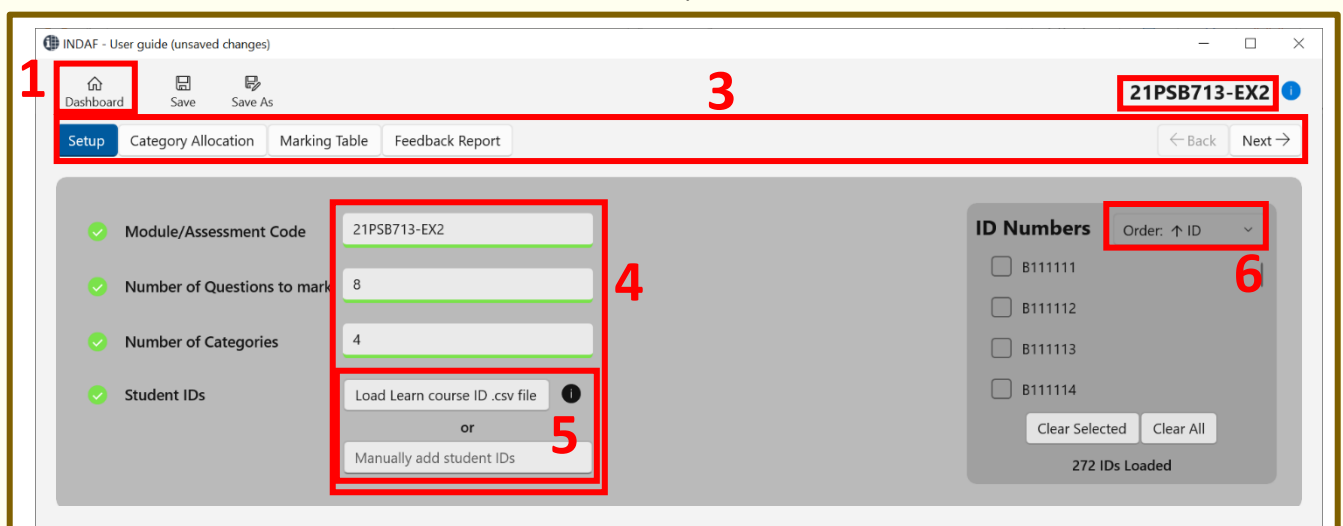 INDAF - User guide (unsaved changes)
1
Dashboard Save Save As
3
21PSB713-EX2
Setup Category Allocation Marking Table Feedback Report ← Back Next →
Module/Assessment Code 21PSB713-EX2
Number of Questions to mark 8
Number of Categories 4
Student IDs Load Learn course ID .csv file
or
Manually add student IDs
4
5
ID Numbers Order: ↑ ID
6
B111111
B111112
B111113
B111114
Clear Selected Clear All
272 IDs Loaded